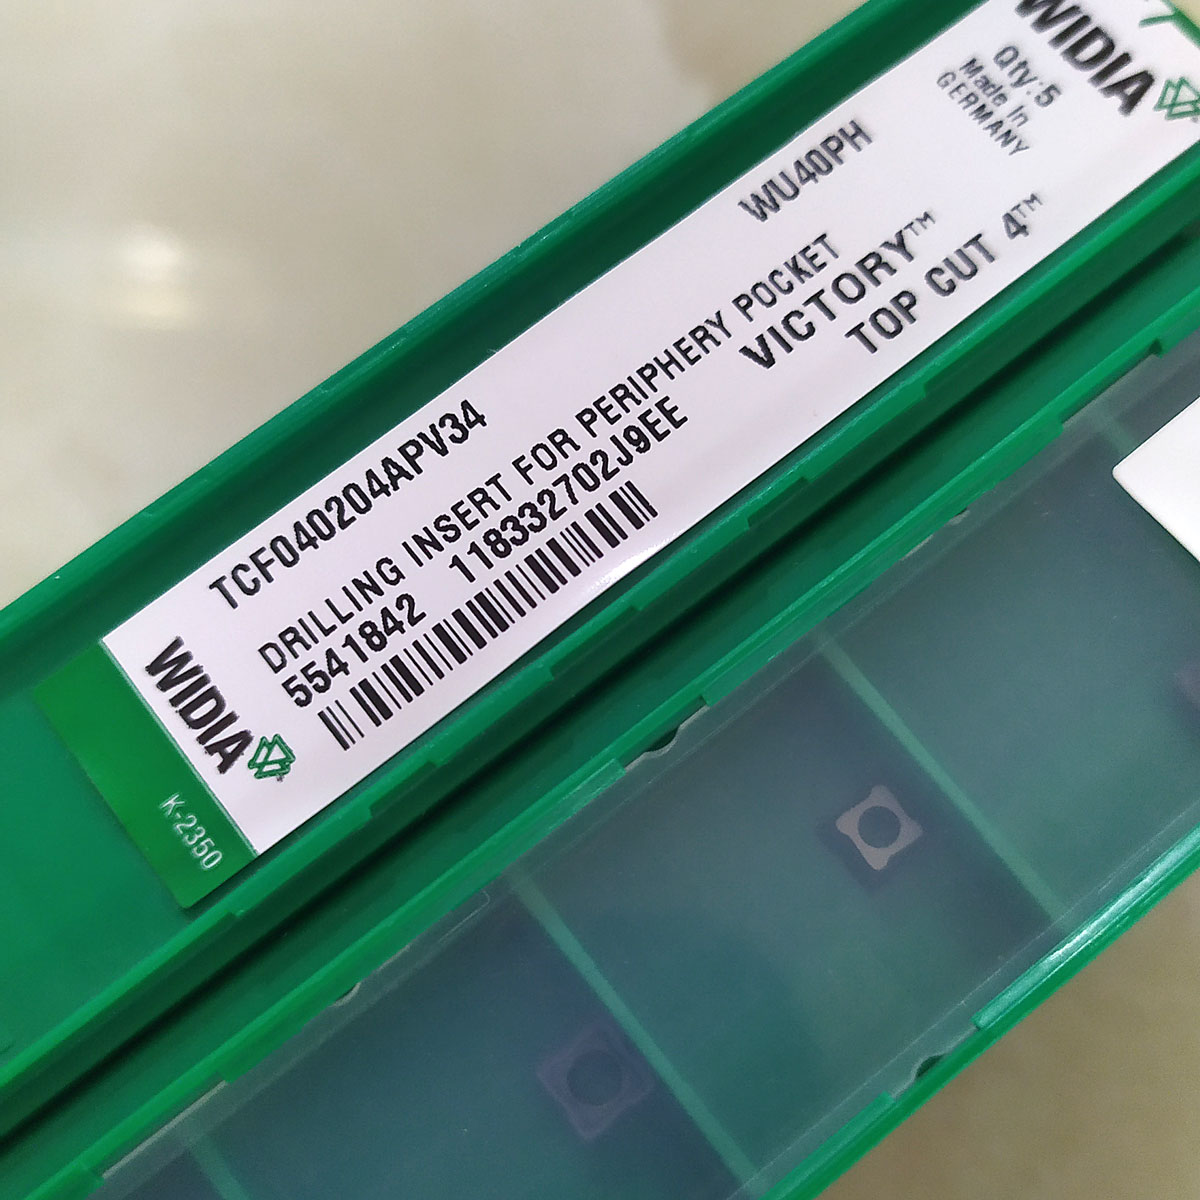 WIDIA
Qty:5
Made In
GERMANY
TCF040204APV34
WU40PH
DRILLING INSERT FOR PERIPHERY POCKET
5541842 118332702J9EE
VICTORY™
TOP CUT 4™
WIDIA
K-2350